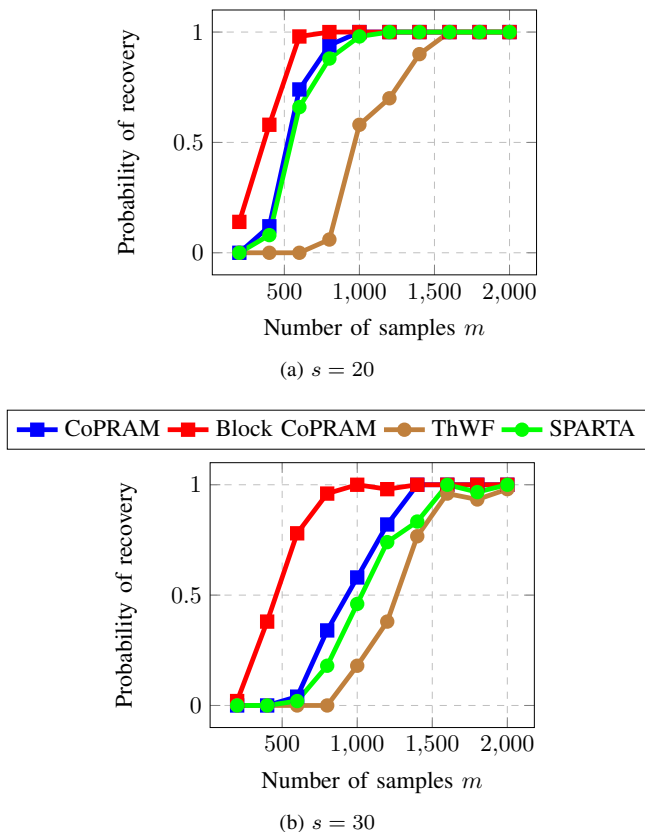 1
0.5
0
Probability of recovery
500 1,000 1,500 2,000
Number of samples m
(a) s = 20
CoPRAM Block CoPRAM ThWF SPARTA
1
0.5
0
Probability of recovery
500 1,000 1,500 2,000
Number of samples m
(b) s = 30